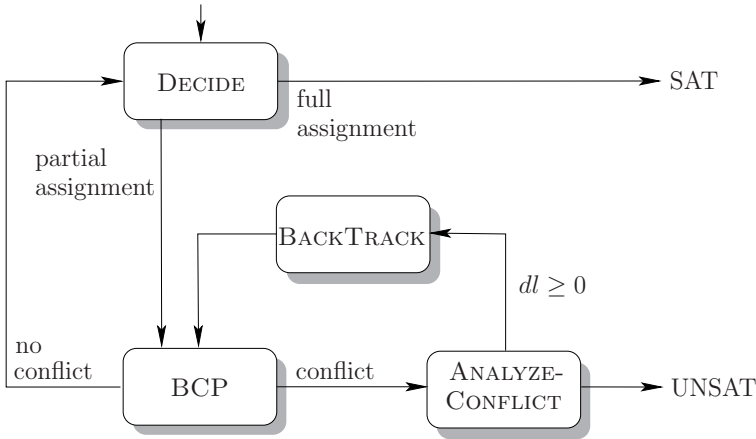 DECIDE
SAT
full
assignment
partial
assignment
BACKTRACK
dl ≥ 0
no
conflict
BCP
conflict
ANALYZE-
CONFLICT
UNSAT